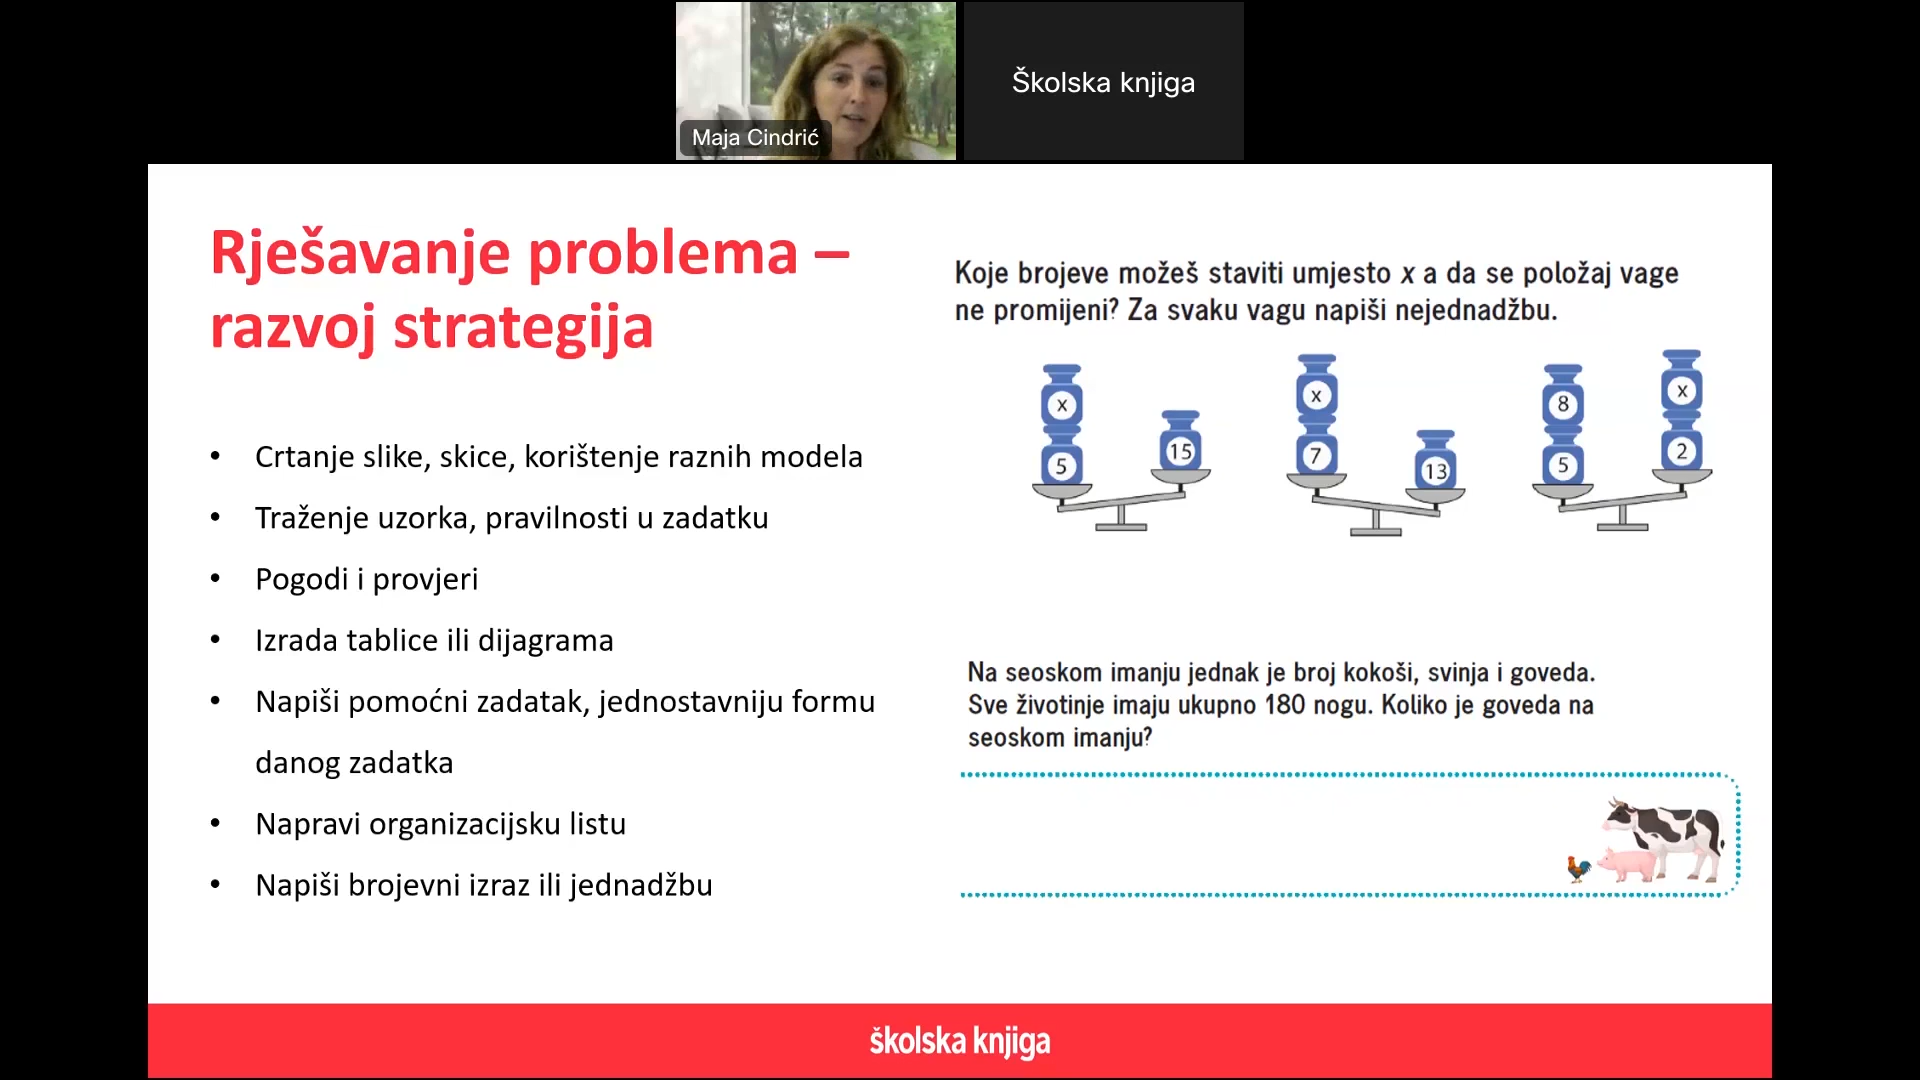 Maja Cindrić
Školska knjiga
Rješavanje problema –
razvoj strategija
• Crtanje slike, skice, korištenje raznih modela
• Traženje uzorka, pravilnosti u zadatku
• Pogodi i provjeri
• Izrada tablice ili dijagrama
• Napiši pomoćni zadatak, jednostavniju formu
danog zadatka
• Napravi organizacijsku listu
• Napiši brojevni izraz ili jednadžbu
Koje brojeve možeš staviti umjesto x a da se položaj vage
ne promijeni? Za svaku vagu napiši nejednadžbu.
x
5
15
x
7
13
8
5
x
2
Na seoskom imanju jednak je broj kokoši, svinja i goveda.
Sve životinje imaju ukupno 180 nogu. Koliko je goveda na
seoskom imanju?
školska knjiga